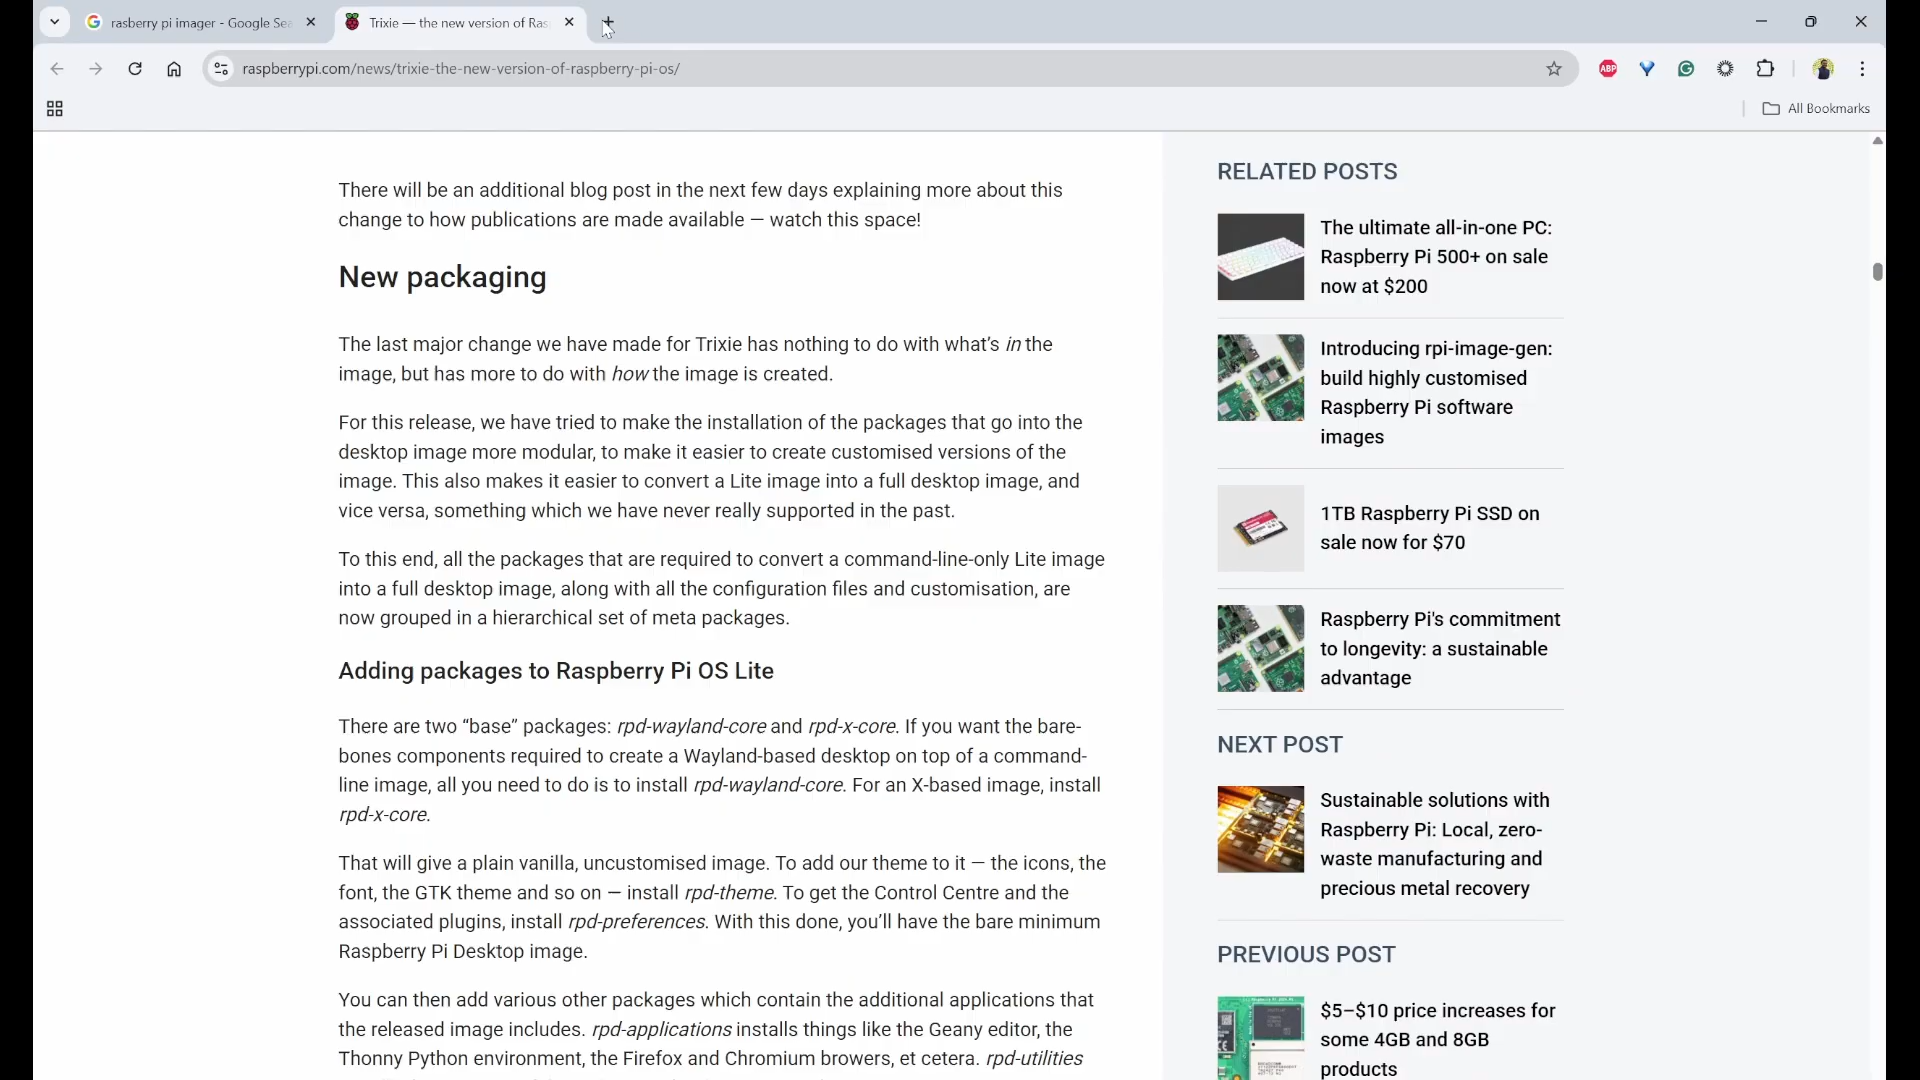 rasberry pi imager - Google Sea
Trixie — the new version of Ras
raspberrypi.com/news/trixie-the-new-version-of-raspberry-pi-os/
ABP
All Bookmarks
There will be an additional blog post in the next few days explaining more about this
change to how publications are made available — watch this space!
New packaging
The last major change we have made for Trixie has nothing to do with what’s in the
image, but has more to do with how the image is created.
For this release, we have tried to make the installation of the packages that go into the
desktop image more modular, to make it easier to create customised versions of the
image. This also makes it easier to convert a Lite image into a full desktop image, and
vice versa, something which we have never really supported in the past.
To this end, all the packages that are required to convert a command-line-only Lite image
into a full desktop image, along with all the configuration files and customisation, are
now grouped in a hierarchical set of meta packages.
Adding packages to Raspberry Pi OS Lite
There are two “base” packages: rpd-wayland-core and rpd-x-core. If you want the bare-
bones components required to create a Wayland-based desktop on top of a command-
line image, all you need to do is to install rpd-wayland-core. For an X-based image, install
rpd-x-core.
That will give a plain vanilla, uncustomised image. To add our theme to it — the icons, the
font, the GTK theme and so on — install rpd-theme. To get the Control Centre and the
associated plugins, install rpd-preferences. With this done, you’ll have the bare minimum
Raspberry Pi Desktop image.
You can then add various other packages which contain the additional applications that
the released image includes. rpd-applications installs things like the Geany editor, the
Thonny Python environment, the Firefox and Chromium browers, et cetera. rpd-utilities
RELATED POSTS
The ultimate all-in-one PC:
Raspberry Pi 500+ on sale
now at $200
Introducing rpi-image-gen:
build highly customised
Raspberry Pi software
images
1TB Raspberry Pi SSD on
sale now for $70
Raspberry Pi's commitment
to longevity: a sustainable
advantage
NEXT POST
Sustainable solutions with
Raspberry Pi: Local, zero-
waste manufacturing and
precious metal recovery
PREVIOUS POST
$5–$10 price increases for
some 4GB and 8GB
products